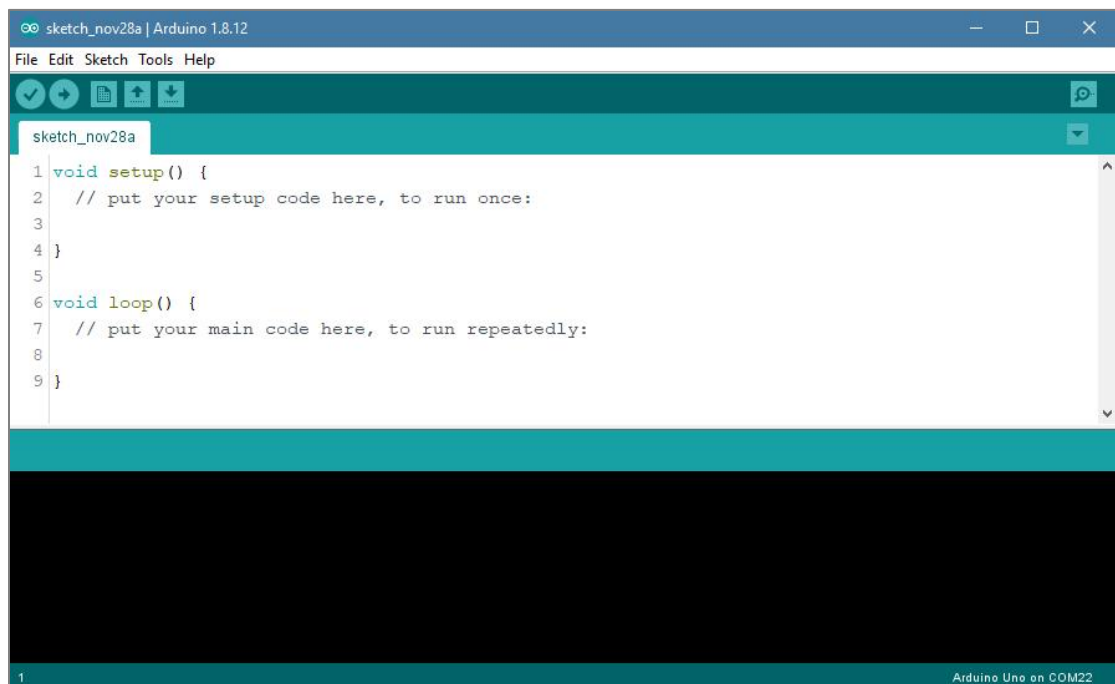 sketch_nov28a | Arduino 1.8.12
File Edit Sketch Tools Help
sketch_nov28a
1 void setup() {
2 // put your setup code here, to run once:
3
4 }
5
6 void loop() {
7 // put your main code here, to run repeatedly:
8
9 }
1 Arduino Uno on COM22